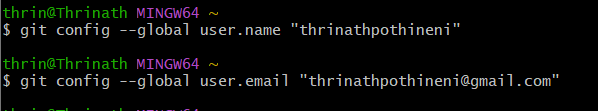 thrin@Thrinath MINGW64 ~
$ git config --global user.name "thrinathpothineni"
thrin@Thrinath MINGW64 ~
$ git config --global user.email "thrinathpothineni@gmail.com"